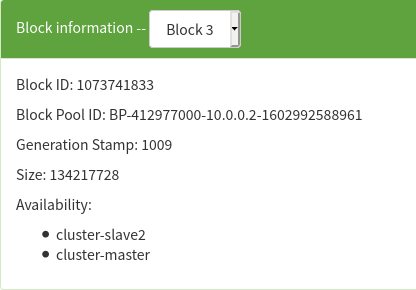 Block information -- Block 3
Block ID: 1073741833
Block Pool ID: BP-412977000-10.0.0.2-1602992588961
Generation Stamp: 1009
Size: 134217728
Availability:
cluster-slave2
cluster-master